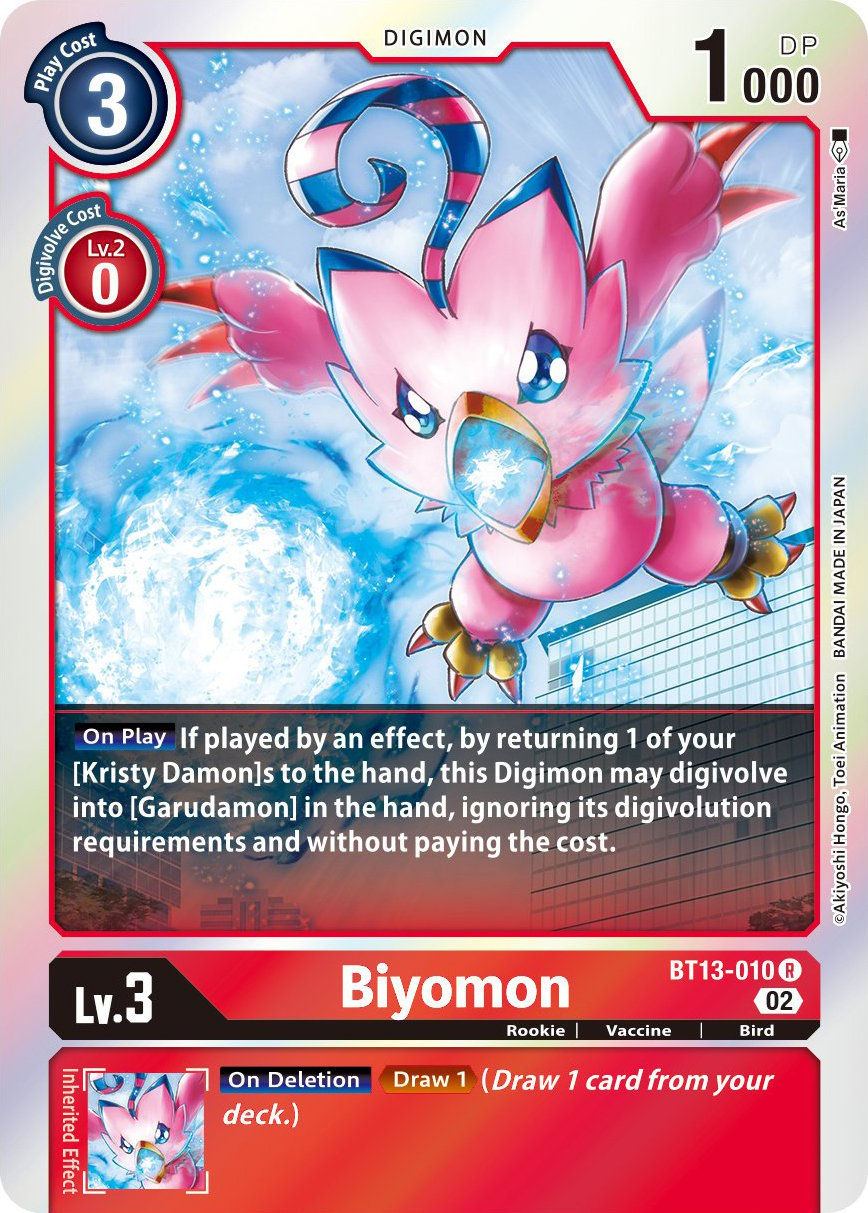 DIGIMON
Play Cost
3
DP
1000
Digivolve Cost
Lv.2
0
As'Maria
©Akiyoshi Hongo, Toei Animation BANDAI MADE IN JAPAN
On Play If played by an effect, by returning 1 of your
[Kristy Damon]s to the hand, this Digimon may digivolve
into [Garudamon] in the hand, ignoring its digivolution
requirements and without paying the cost.
Lv.3
Biyomon
BT13-010 R
02
Rookie | Vaccine | Bird
Inherited Effect
On Deletion Draw 1 (Draw 1 card from your
deck.)